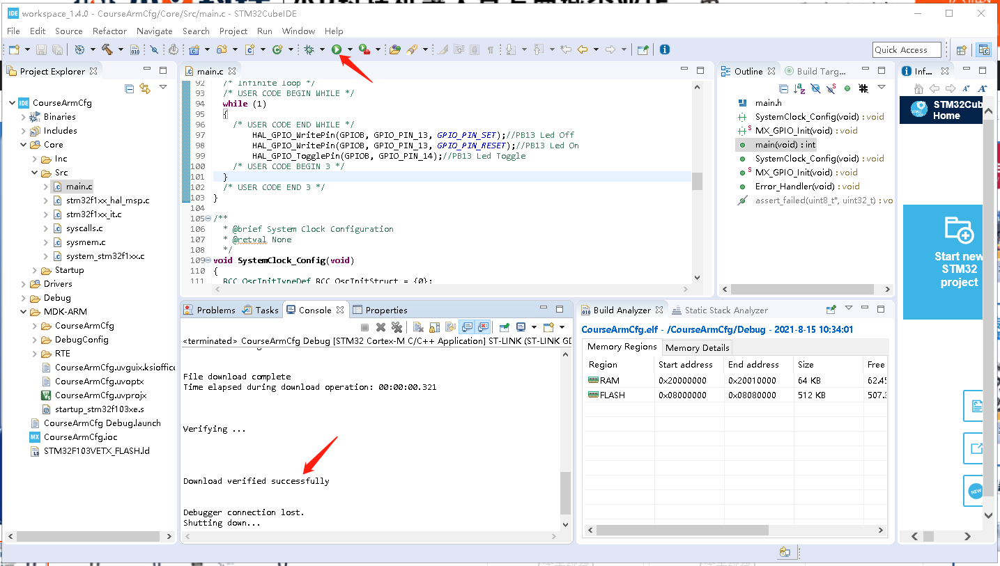 workspace_1.4.0 - CourseArmCfg/Core/Src/main.c - STM32CubeIDE
File Edit Source Refactor Navigate Search Project Run Window Help
Quick Access
Project Explorer
CourseArmCfg
Binaries
Includes
Core
Inc
Src
main.c
stm32f1xx_hal_msp.c
stm32f1xx_it.c
syscalls.c
sysmem.c
system_stm32f1xx.c
Startup
Drivers
Debug
MDK-ARM
CourseArmCfg
DebugConfig
RTE
CourseArmCfg.uvguix.ksioffice
CourseArmCfg.uvoptx
CourseArmCfg.uvprojx
startup_stm32f103xe.s
CourseArmCfg Debug.launch
CourseArmCfg.ioc
STM32F103VETX_FLASH.ld
main.c
92 /* Infinite loop */
93 /* USER CODE BEGIN WHILE */
94 while (1)
95 {
96 /* USER CODE END WHILE */
97 HAL_GPIO_WritePin(GPIOB, GPIO_PIN_13, GPIO_PIN_SET);//PB13 Led Off
98 HAL_GPIO_WritePin(GPIOB, GPIO_PIN_13, GPIO_PIN_RESET);//PB13 Led On
99 HAL_GPIO_TogglePin(GPIOB, GPIO_PIN_14);//PB13 Led Toggle
100 /* USER CODE BEGIN 3 */
101 }
102 /* USER CODE END 3 */
103 }
104
105 /**
106 * @brief System Clock Configuration
107 * @retval None
108 */
109 void SystemClock_Config(void)
110 {
111 RCC_OscInitTypeDef RCC_OscInitStruct = {0};
Outline Build Targ...
main.h
SystemClock_Config(void) : void
MX_GPIO_Init(void) : void
main(void) : int
SystemClock_Config(void) : void
MX_GPIO_Init(void) : void
Error_Handler(void) : void
assert_failed(uint8_t*, uint32_t) : vo
Inf...
STM32Cub
Home
Start new
STM32
project
NEW
Problems Tasks Console Properties
<terminated> CourseArmCfg Debug [STM32 Cortex-M C/C++ Application] ST-LINK (ST-LINK GD
File download complete
Time elapsed during download operation: 00:00:00.321
Verifying ...
Download verified successfully
Debugger connection lost.
Shutting down...
Build Analyzer Static Stack Analyzer
CourseArmCfg.elf - /CourseArmCfg/Debug - 2021-8-15 10:34:01
Memory Regions Memory Details
Region Start address End address Size Free
RAM 0x20000000 0x20010000 64 KB 62.45
FLASH 0x08000000 0x08080000 512 KB 507.3